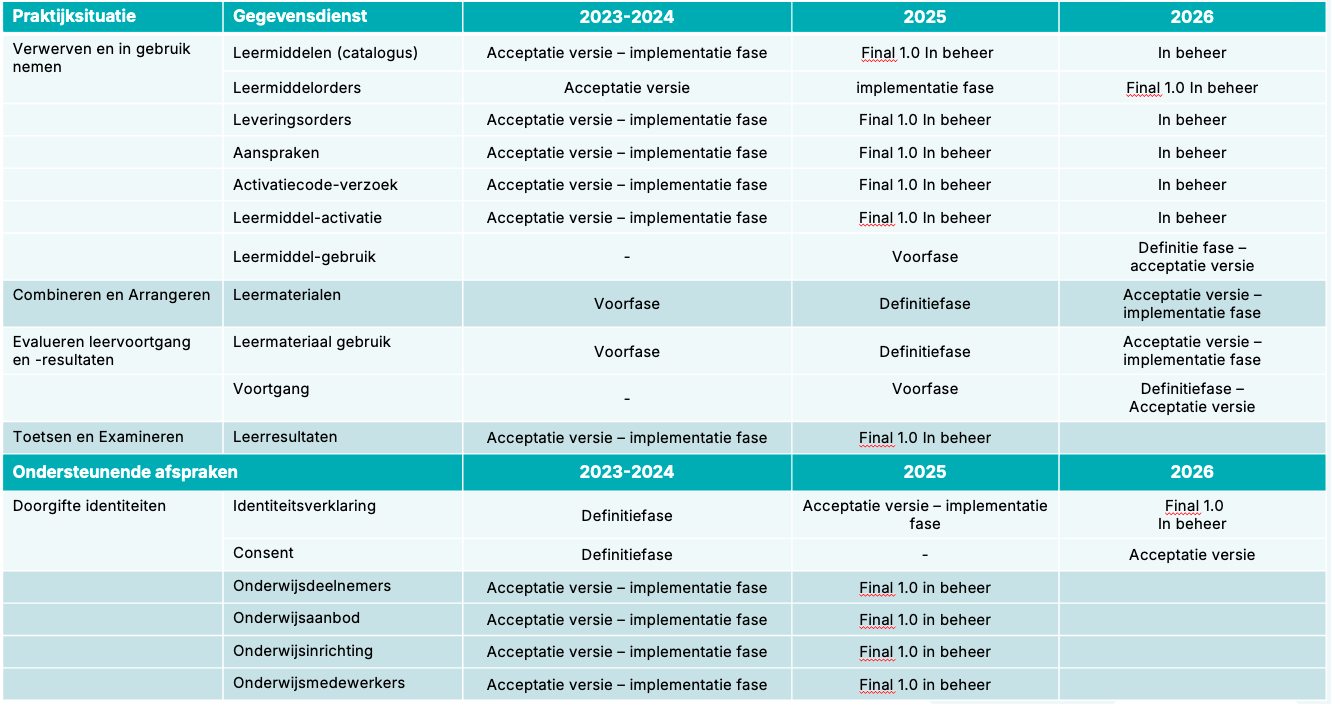 Praktijksituatie Gegevensdienst 2023-2024 2025 2026
Verwerven en in gebruik
nemen
Leermiddelen (catalogus) Acceptatie versie – implementatie fase Final 1.0 In beheer In beheer
Leermiddelorders Acceptatie versie implementatie fase Final 1.0 In beheer
Leveringsorders Acceptatie versie – implementatie fase Final 1.0 In beheer In beheer
Aanspraken Acceptatie versie – implementatie fase Final 1.0 In beheer In beheer
Activatiecode-verzoek Acceptatie versie – implementatie fase Final 1.0 In beheer In beheer
Leermiddel-activatie Acceptatie versie – implementatie fase Final 1.0 In beheer In beheer
Leermiddel-gebruik - Voorfase Definitie fase –
acceptatie versie
Combineren en Arrangeren Leermaterialen Voorfase Definitiefase Acceptatie versie –
implementatie fase
Evalueren leervoortgang
en -resultaten
Leermateriaal gebruik Voorfase Definitiefase Acceptatie versie –
implementatie fase
Voortgang - Voorfase Definitiefase –
Acceptatie versie
Toetsen en Examineren Leerresultaten Acceptatie versie – implementatie fase Final 1.0 In beheer
Ondersteunende afspraken 2023-2024 2025 2026
Doorgifte identiteiten Identiteitsverklaring Definitiefase Acceptatie versie – implementatie
fase
Final 1.0
In beheer
Consent Definitiefase - Acceptatie versie
Onderwijsdeelnemers Acceptatie versie – implementatie fase Final 1.0 in beheer
Onderwijsaanbod Acceptatie versie – implementatie fase Final 1.0 in beheer
Onderwijsinrichting Acceptatie versie – implementatie fase Final 1.0 in beheer
Onderwijsmedewerkers Acceptatie versie – implementatie fase Final 1.0 in beheer